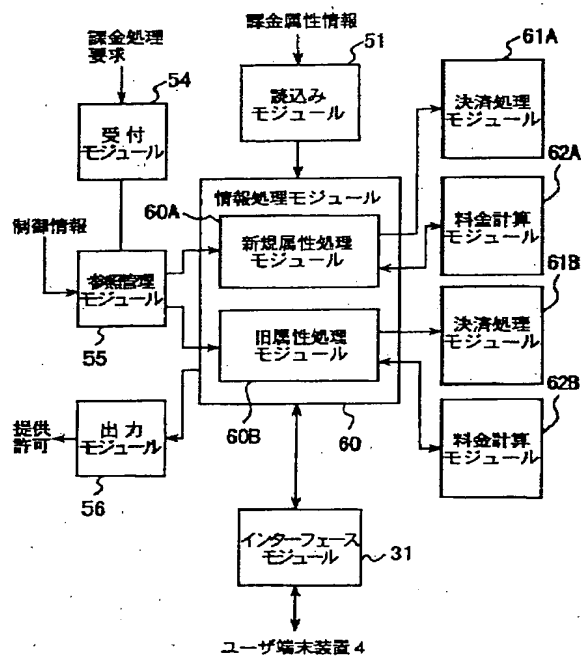 課金処理
要求
54
受付
モジュール
課金属性情報
51
読込み
モジュール
61A
決済処理
モジュール
62A
料金計算
モジュール
61B
決済処理
モジュール
62B
料金計算
モジュール
情報処理モジュール
60A
新規属性処理
モジュール
旧属性処理
モジュール
60B
60
制御情報
参照管理
モジュール
55
提供
許可
出力
モジュール
56
インターフェース
モジュール
31
ユーザ端末装置4